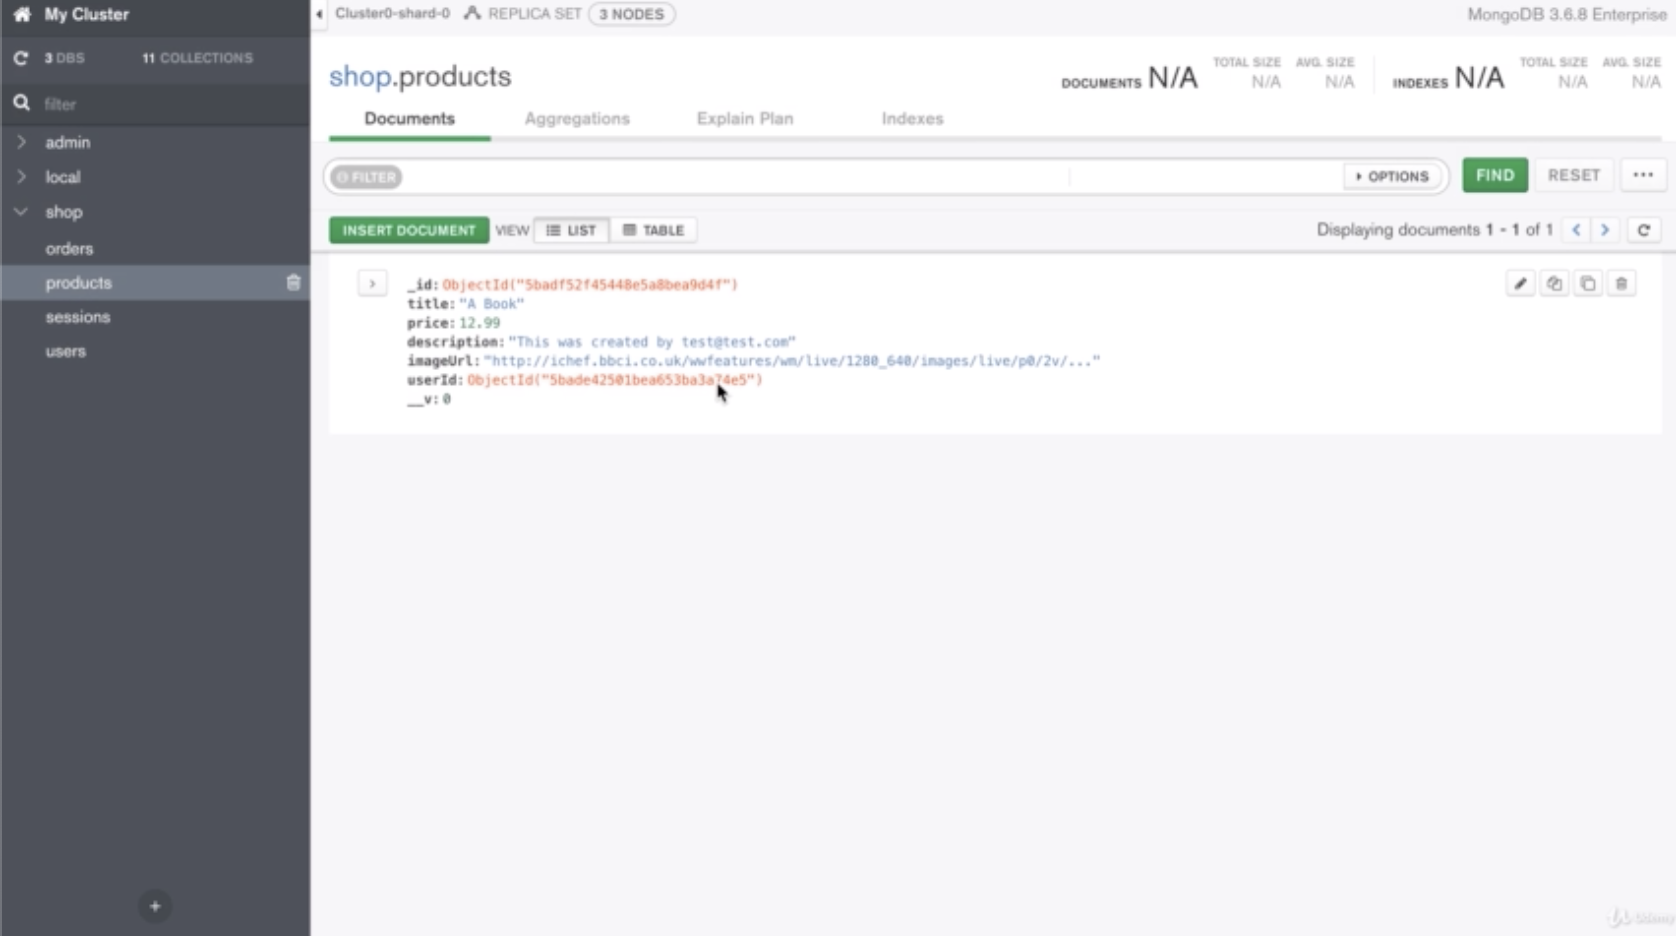 My Cluster
Cluster0-shard-0 REPLICA SET 3 NODES
MongoDB 3.6.8 Enterprise
3 DBS 11 COLLECTIONS
filter
admin
local
shop
orders
products
sessions
users
shop.products
DOCUMENTS N/A TOTAL SIZE N/A AVG. SIZE N/A
INDEXES N/A TOTAL SIZE N/A AVG. SIZE N/A
Documents Aggregations Explain Plan Indexes
FILTER OPTIONS FIND RESET ...
INSERT DOCUMENT VIEW LIST TABLE
Displaying documents 1 - 1 of 1
_id: ObjectId("5badf52f45448e5a8bea9d4f")
title: "A Book"
price: 12.99
description: "This was created by test@test.com"
imageUrl: "http://ichef.bbci.co.uk/wwfeatures/wm/live/1280_640/images/live/p0/2v/..."
userId: ObjectId("5bade42501bea653ba3a74e5")
__v: 0
Udemy